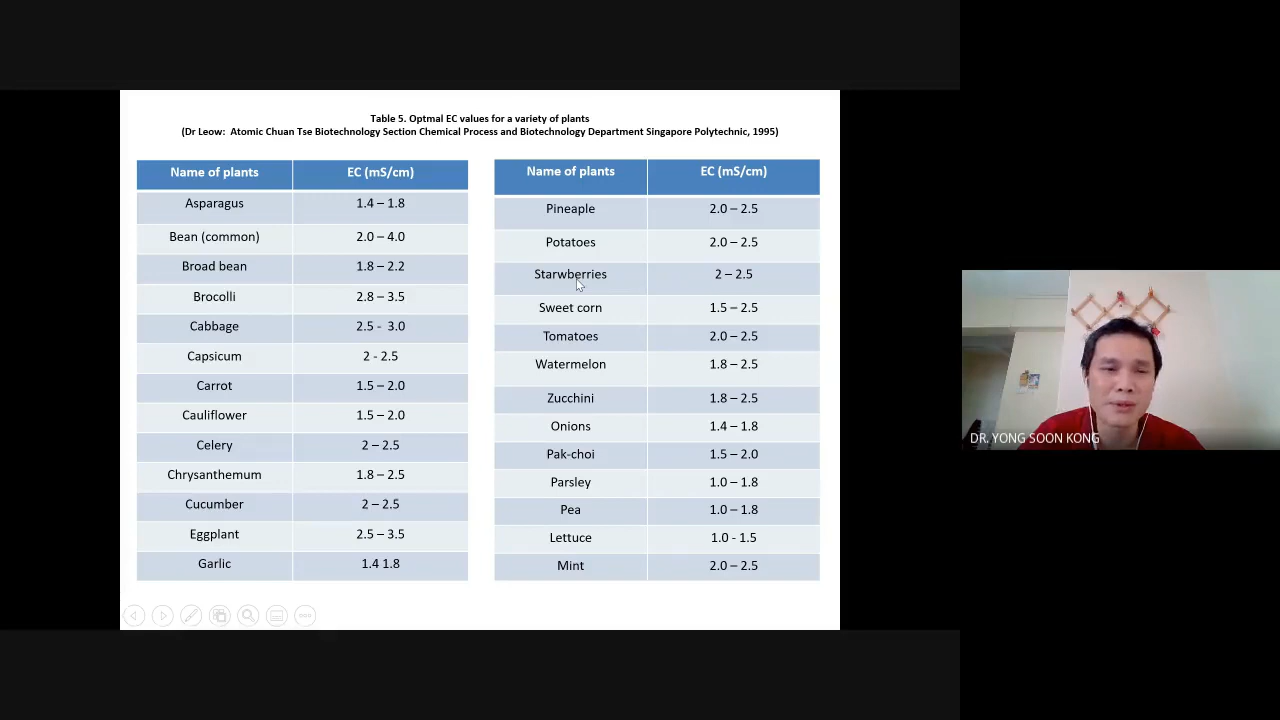 Table 5. Optmal EC values for a variety of plants
(Dr Leow: Atomic Chuan Tse Biotechnology Section Chemical Process and Biotechnology Department Singapore Polytechnic, 1995)
Name of plants EC (mS/cm)
Asparagus 1.4 – 1.8
Bean (common) 2.0 – 4.0
Broad bean 1.8 – 2.2
Brocolli 2.8 – 3.5
Cabbage 2.5 - 3.0
Capsicum 2 - 2.5
Carrot 1.5 – 2.0
Cauliflower 1.5 – 2.0
Celery 2 – 2.5
Chrysanthemum 1.8 – 2.5
Cucumber 2 – 2.5
Eggplant 2.5 – 3.5
Garlic 1.4 1.8
Name of plants EC (mS/cm)
Pineaple 2.0 – 2.5
Potatoes 2.0 – 2.5
Starwberries 2 – 2.5
Sweet corn 1.5 – 2.5
Tomatoes 2.0 – 2.5
Watermelon 1.8 – 2.5
Zucchini 1.8 – 2.5
Onions 1.4 – 1.8
Pak-choi 1.5 – 2.0
Parsley 1.0 – 1.8
Pea 1.0 – 1.8
Lettuce 1.0 - 1.5
Mint 2.0 – 2.5
DR. YONG SOON KONG